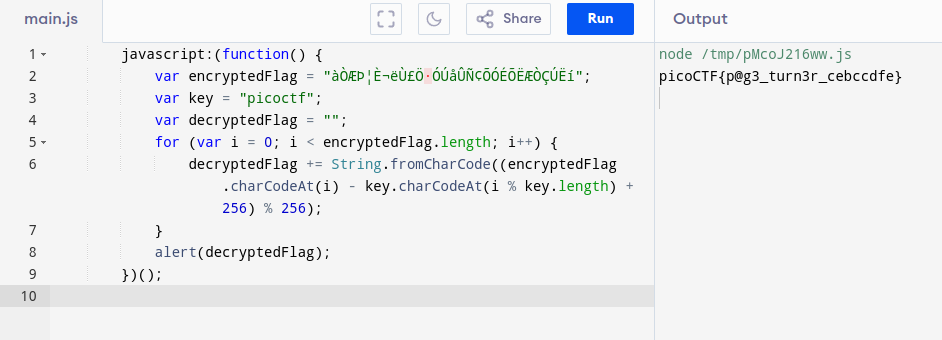 main.js
Share
Run
Output
1 javascript:(function() {
2 var encryptedFlag = "àÒÆÞ¦È¬ëÙ£Ö·ÓÚåÛÑ¢ÕÓÉÕËÆÒÇÚËí";
3 var key = "picoctf";
4 var decryptedFlag = "";
5 for (var i = 0; i < encryptedFlag.length; i++) {
6 decryptedFlag += String.fromCharCode((encryptedFlag
.charCodeAt(i) - key.charCodeAt(i % key.length) +
256) % 256);
7 }
8 alert(decryptedFlag);
9 })();
10
node /tmp/pMcoJ216ww.js
picoCTF{p@g3_turn3r_cebccdfe}